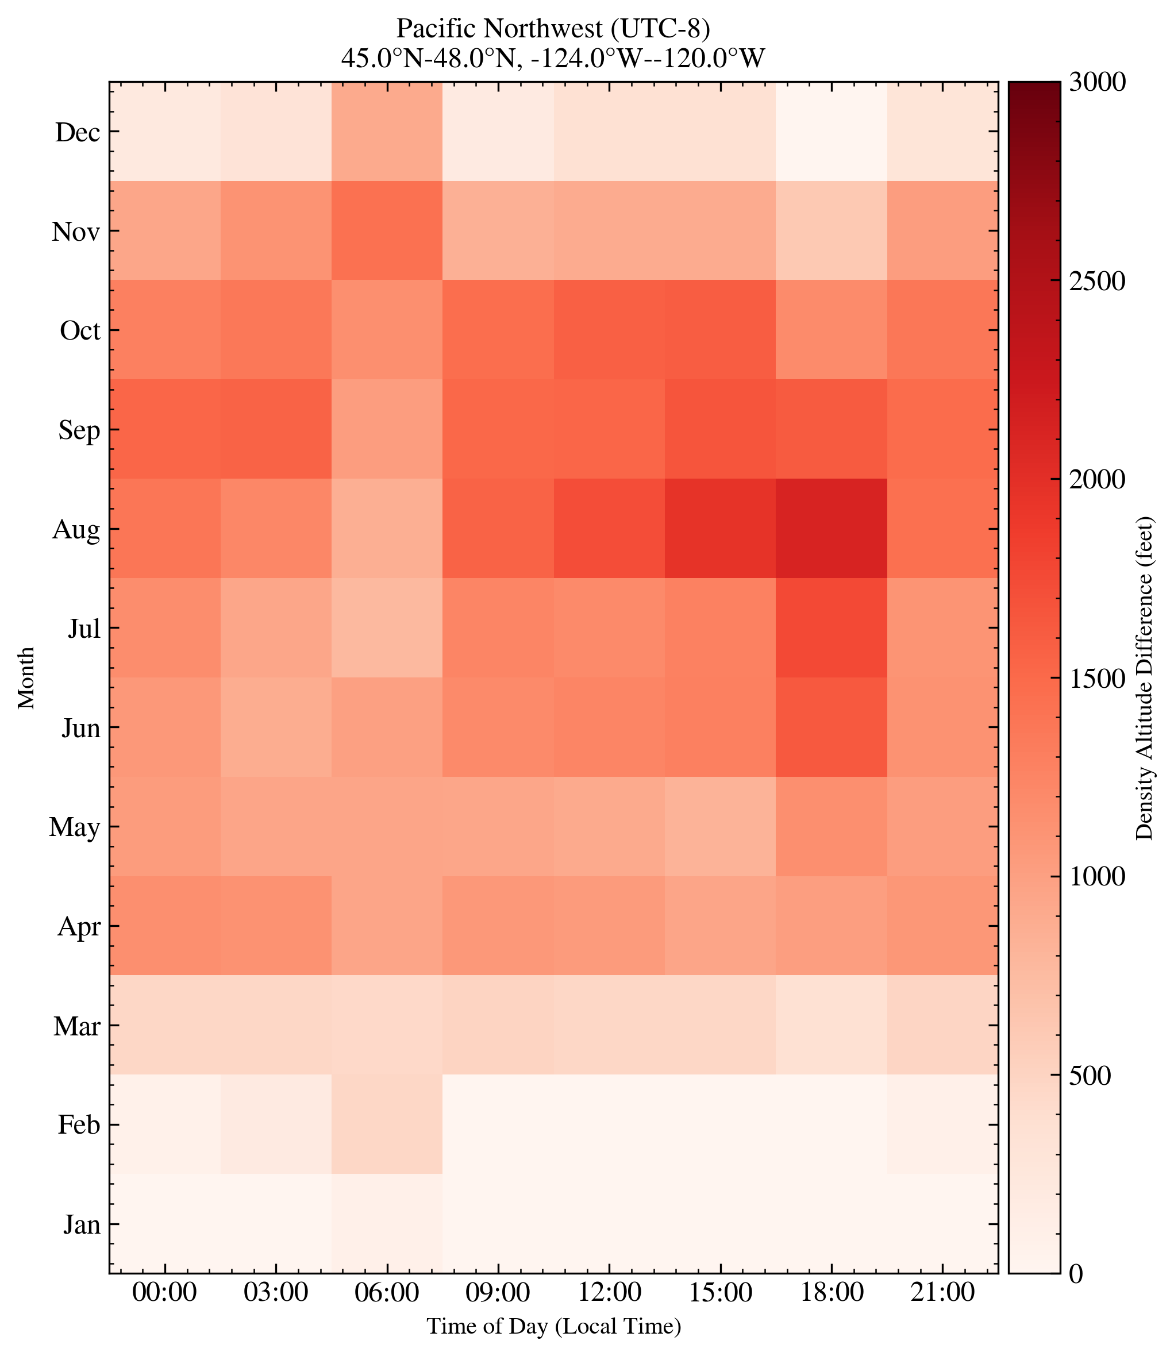 Pacific Northwest (UTC-8)
45.0°N-48.0°N, -124.0°W--120.0°W
3000
2500
2000
1500
1000
500
0
Density Altitude Difference (feet)
Month
Dec
Nov
Oct
Sep
Aug
Jul
Jun
May
Apr
Mar
Feb
Jan
00:00 03:00 06:00 09:00 12:00 15:00 18:00 21:00
Time of Day (Local Time)